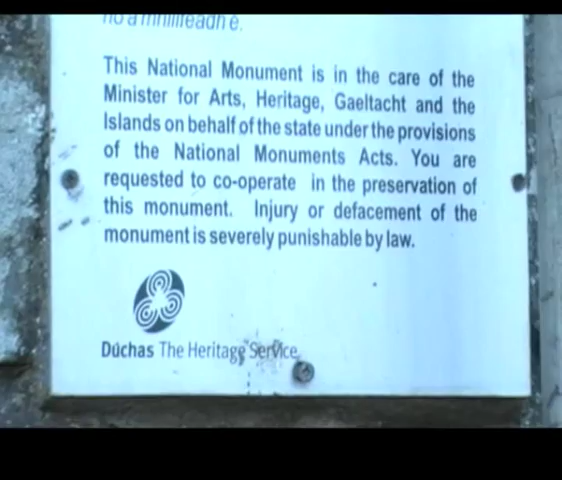 nó a mhillfeadh é.
This National Monument is in the care of the
Minister for Arts, Heritage, Gaeltacht and the
Islands on behalf of the state under the provisions
of the National Monuments Acts. You are
requested to co-operate in the preservation of
this monument. Injury or defacement of the
monument is severely punishable by law.
Dúchas The Heritage Service